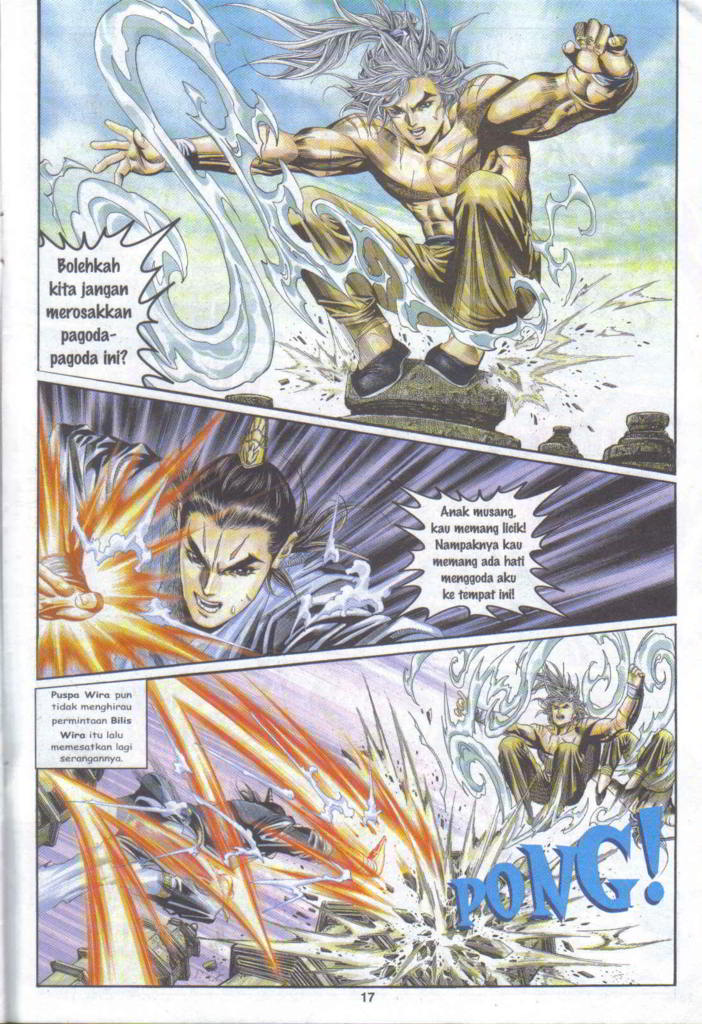 Bolehkah
kita jangan
merosakkan
pagoda-
pagoda ini?
Anak musang,
kau memang licik!
Nampaknya kau
memang ada hati
menggoda aku
ke tempat ini!
Puspa Wira pun
tidak menghirau
permintaan Bilis
Wira itu lalu
memesatkan lagi
serangannya.
PONG!
17